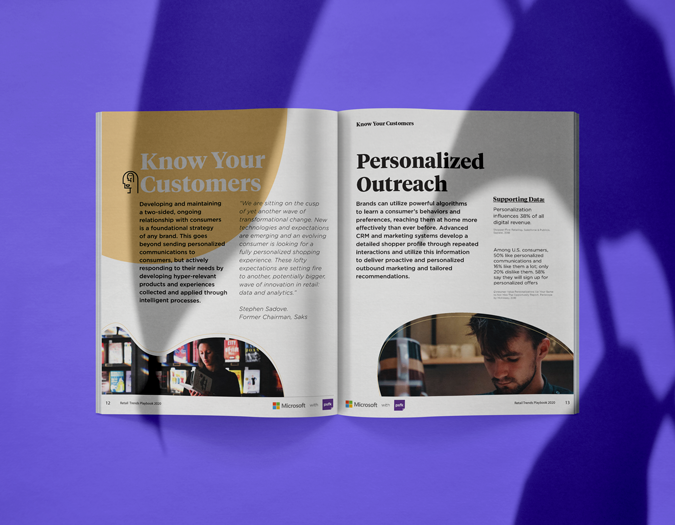 Know Your
Customers
Developing and maintaining
a two-sided, ongoing
relationship with consumers
is a foundational strategy
of any brand. This goes
beyond sending personalized
communications to
consumers, but actively
responding to their needs by
developing hyper-relevant
products and experiences
collected and applied through
intelligent processes.
"We are sitting on the cusp
of yet another wave of
transformational change. New
technologies and expectations
are emerging and an evolving
consumer is looking for a
fully personalized shopping
experience. These lofty
expectations are setting fire
to another, potentially bigger,
wave of innovation in retail
data and analytics."
Stephen Sadove,
Former Chairman, Saks
12 Retail Trends Playbook 2020
Microsoft with
Know Your Customers
Personalized
Outreach
Brands can utilize powerful algorithms
to learn a consumer's behaviors and
preferences, reaching them at home more
effectively than ever before. Advanced
CRM and marketing systems develop a
detailed shopper profile through repeated
interactions and utilize this information
to deliver proactive and personalized
outbound marketing and tailored
recommendations.
Supporting Data:
Personalization
influences 38% of all
digital revenue.
Among U.S. consumers,
50% like personalized
communications and
16% like them a lot; only
20% dislike them. 58%
say they will sign up for
personalized offers
Microsoft with
Retail Trends Playbook 2020 13